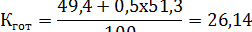 Кгот = 49,4 + 0,5х51,3 / 100 = 26,14